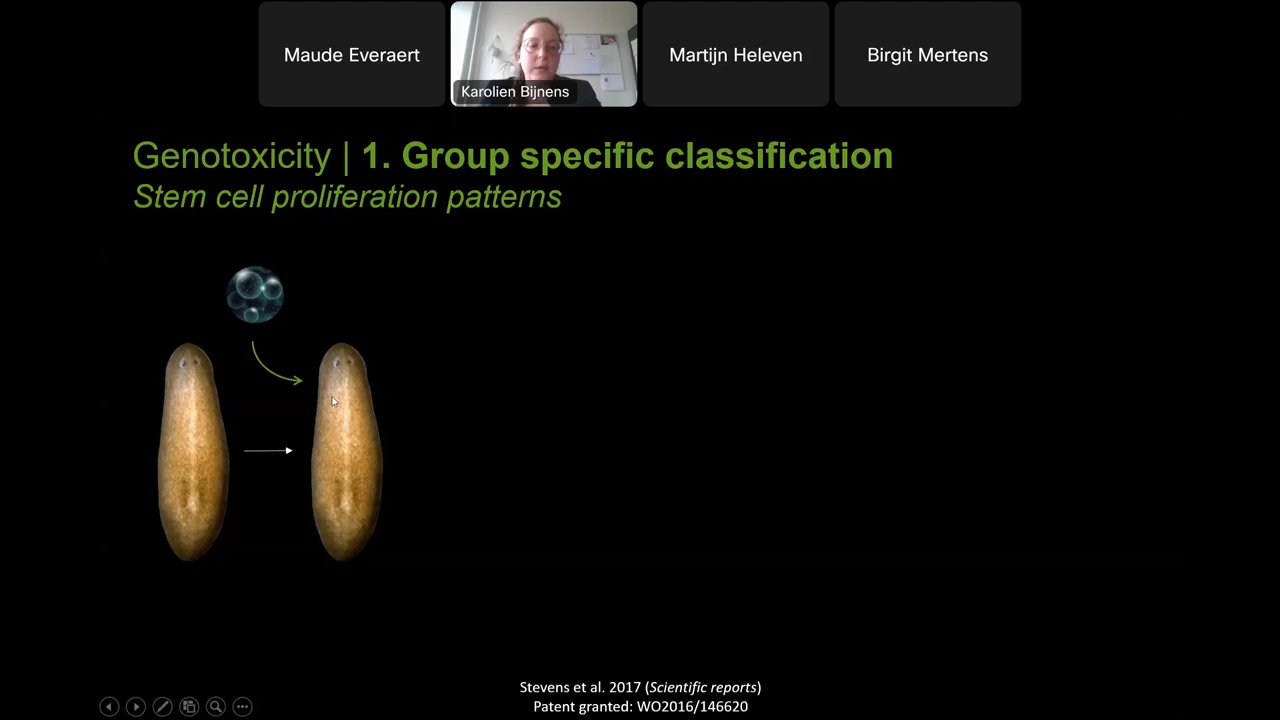 Maude Everaert
Karolien Bijnens
Martijn Heleven
Birgit Mertens
Genotoxicity | 1. Group specific classification
Stem cell proliferation patterns
Stevens et al. 2017 (Scientific reports)
Patent granted: WO2016/146620